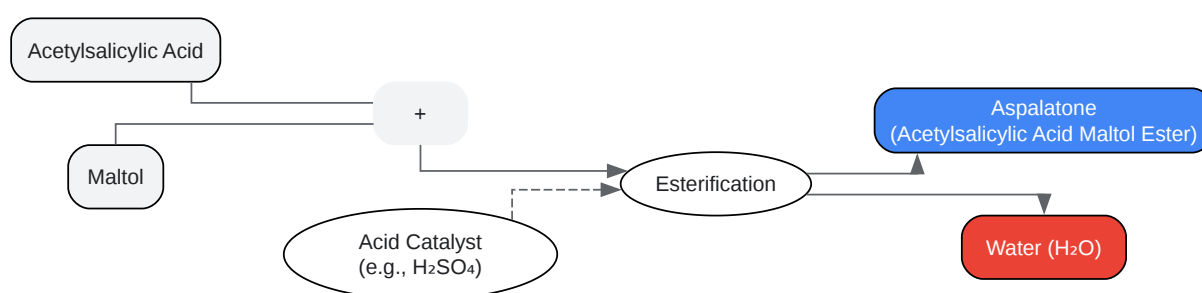 Acetylsalicylic Acid
+
Maltol
Acid Catalyst
(e.g., H₂SO₄)
Esterification
Aspalatone
(Acetylsalicylic Acid Maltol Ester)
Water (H₂O)